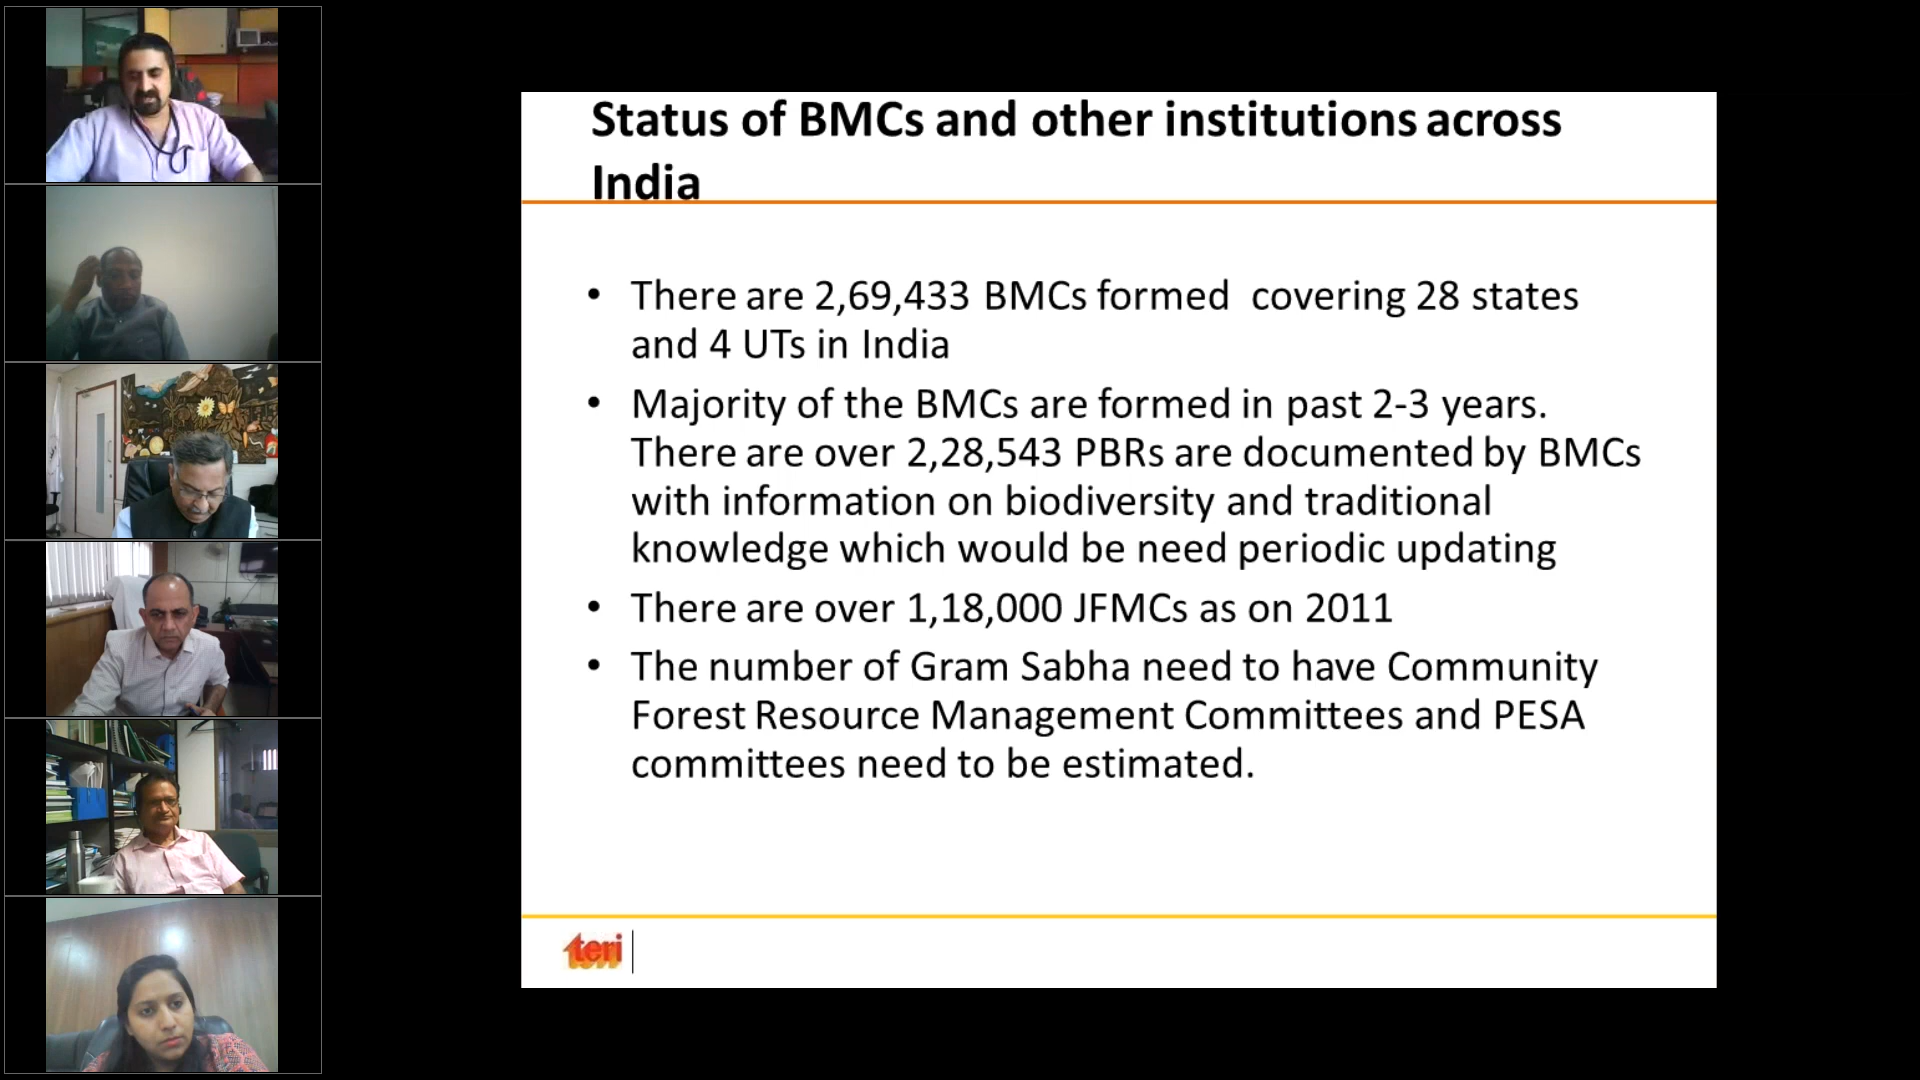 Status of BMCs and other institutions across
India
• There are 2,69,433 BMCs formed  covering 28 states
and 4 UTs in India
• Majority of the BMCs are formed in past 2-3 years.
There are over 2,28,543 PBRs are documented by BMCs
with information on biodiversity and traditional
knowledge which would be need periodic updating
• There are over 1,18,000 JFMCs as on 2011
• The number of Gram Sabha need to have Community
Forest Resource Management Committees and PESA
committees need to be estimated.
teri